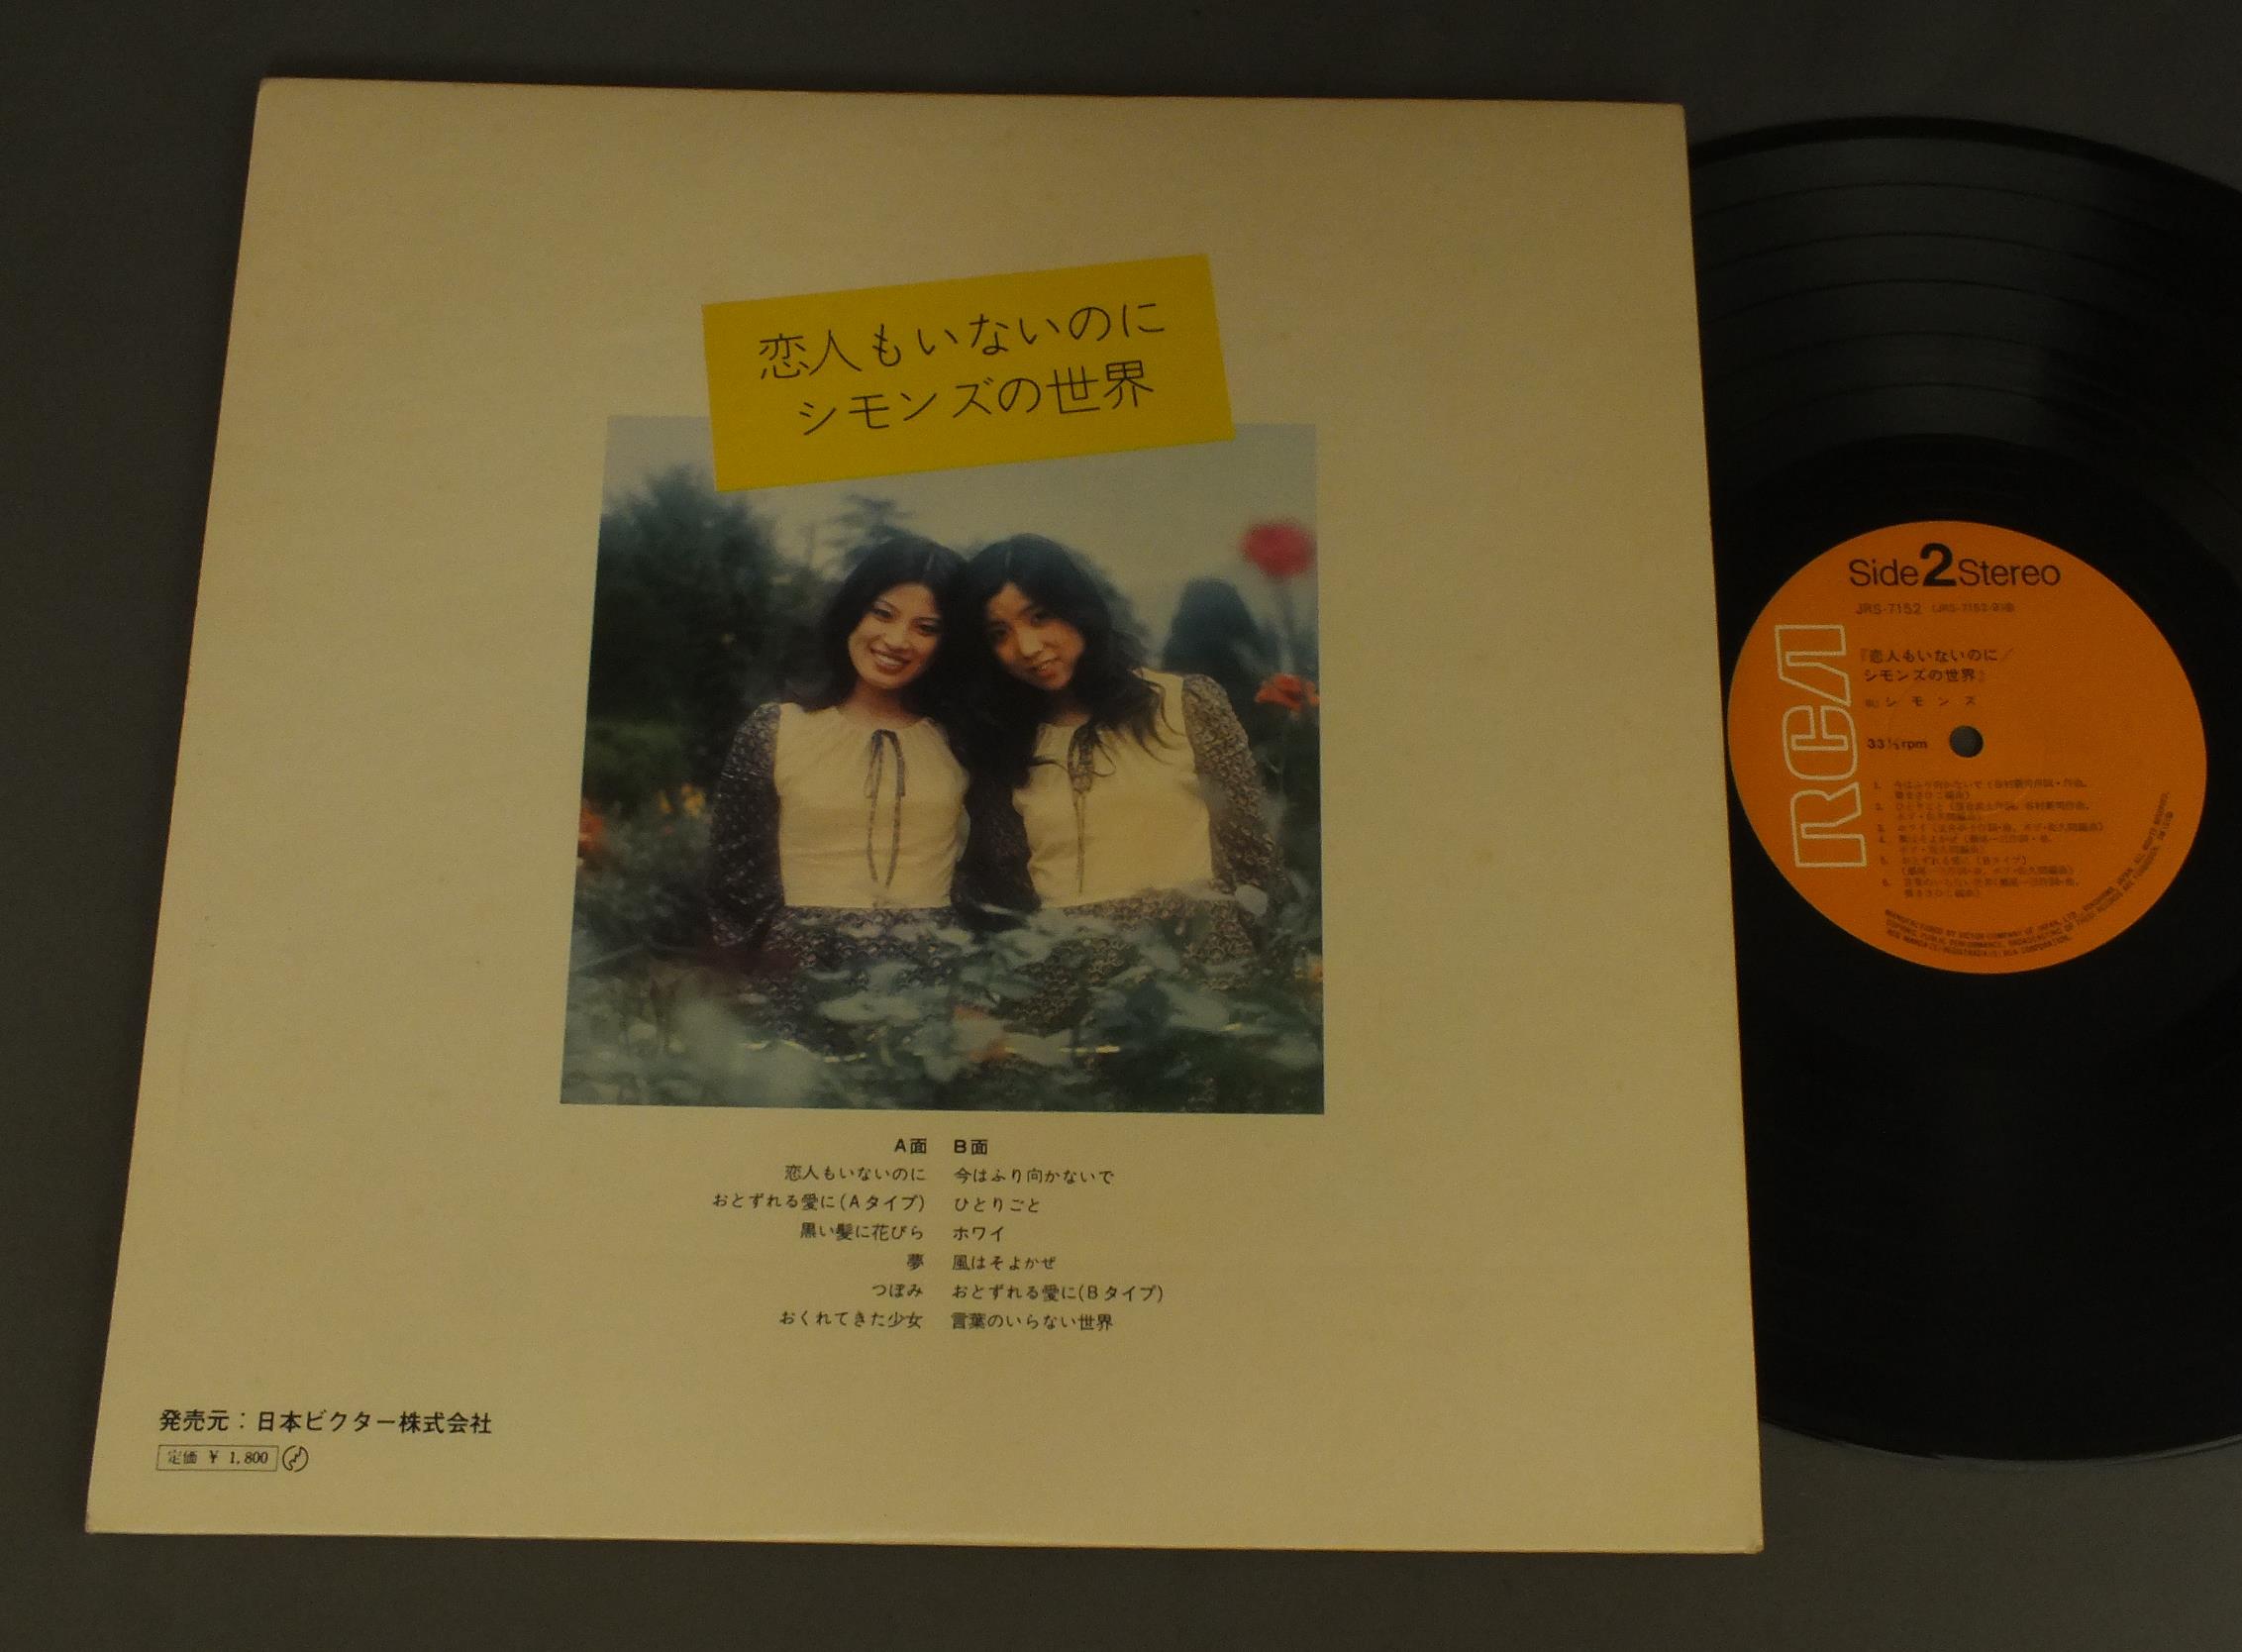 恋人もいないのに
シモンズの世界
A面
恋人もいないのに
おとずれる愛に(Aタイプ)
黒い髪に花びら
夢
つぼみ
おくれてきた少女
B面
今はふり向かないで
ひとりごと
ホワイ
風はそよかぜ
おとずれる愛に(Bタイプ)
言葉のいらない世界
発売元：日本ビクター株式会社
定価 ¥ 1,800
Side 2 Stereo
JRS-7152 (JRS-7152-2)
『恋人もいないのに／
シモンズの世界』
シモンズ
33⅓rpm
RCA